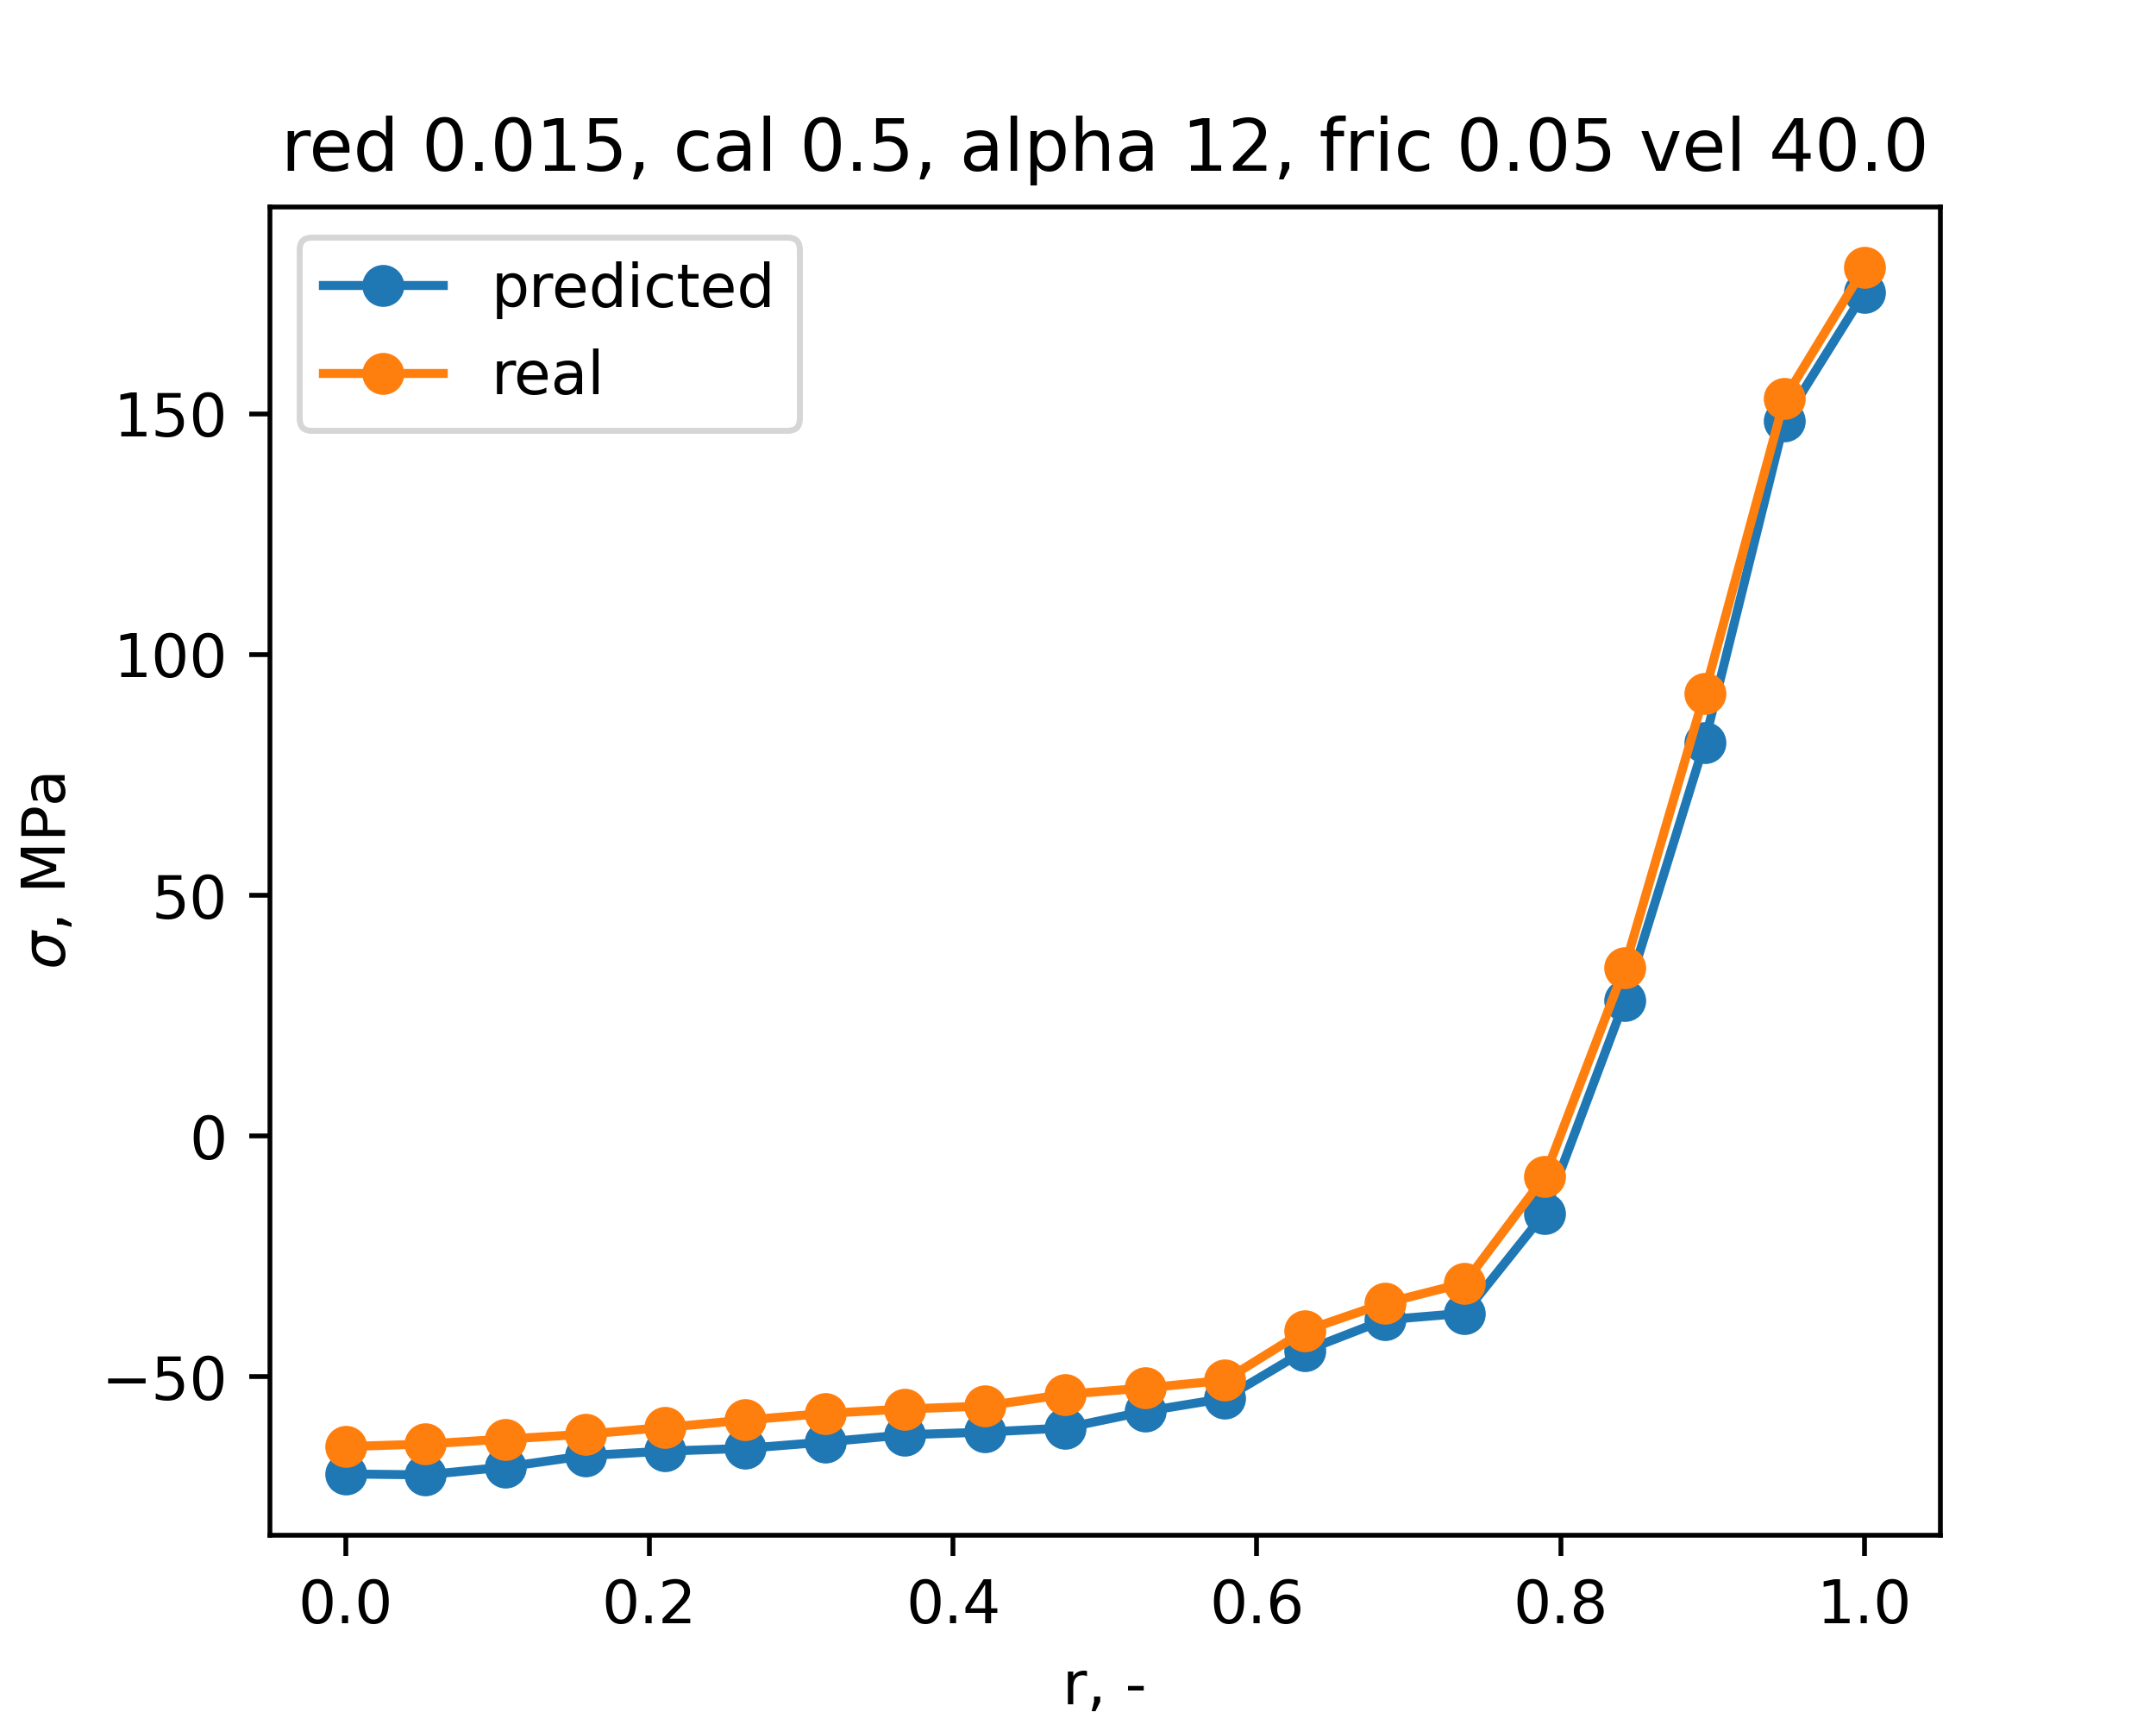 red 0.015, cal 0.5, alpha 12, fric 0.05 vel 40.0
predicted
real
150
100
50
0
−50
σ, MPa
0.0 0.2 0.4 0.6 0.8 1.0
r, -